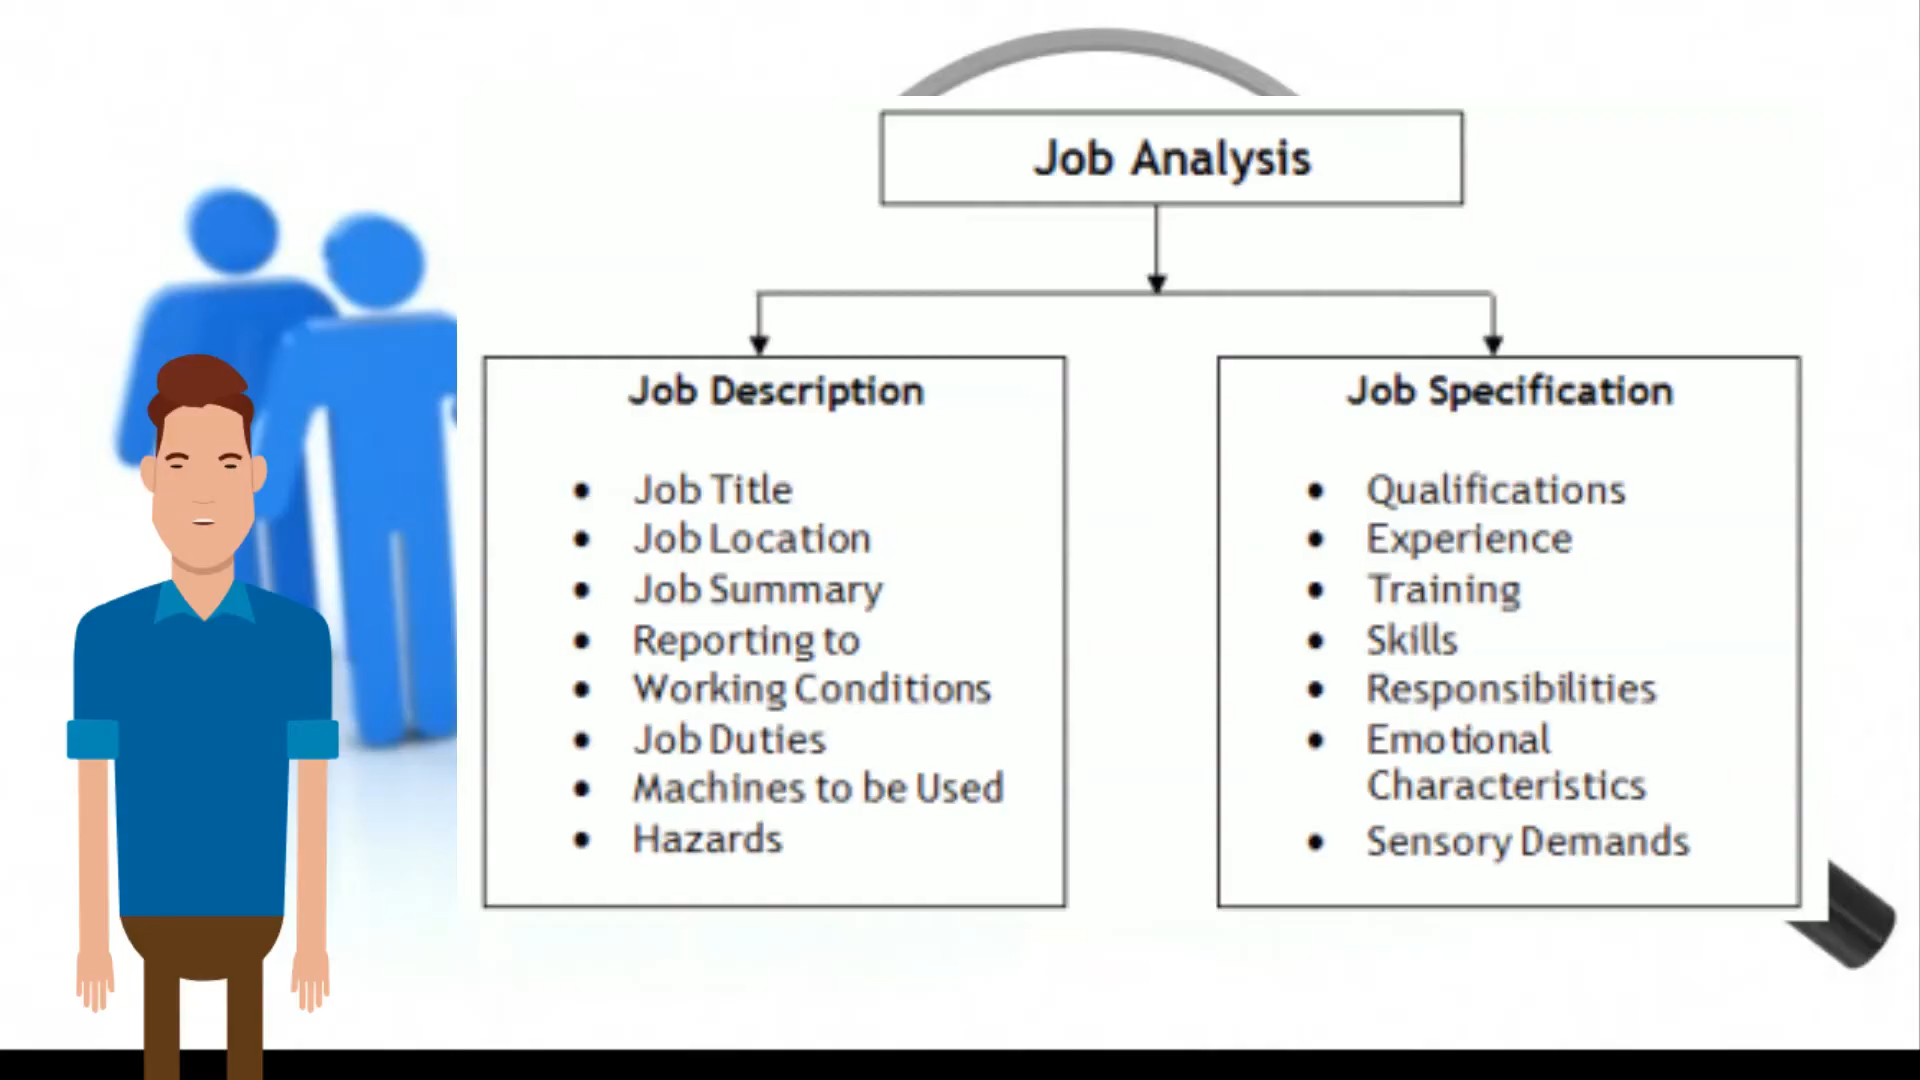 Job Analysis
Job Description
• Job Title
• Job Location
• Job Summary
• Reporting to
• Working Conditions
• Job Duties
• Machines to be Used
• Hazards
Job Specification
• Qualifications
• Experience
• Training
• Skills
• Responsibilities
• Emotional
Characteristics
• Sensory Demands